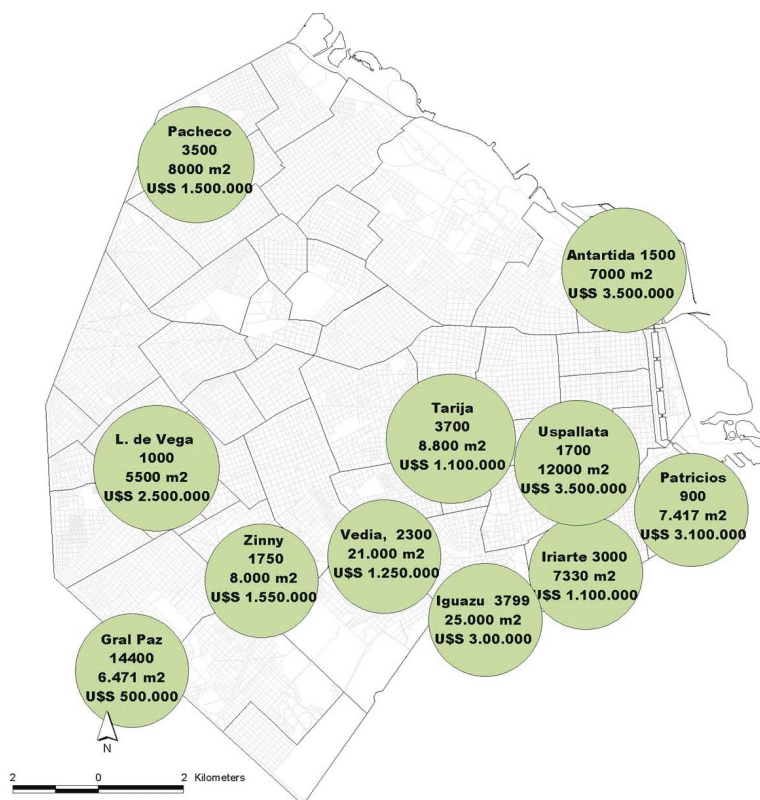 Pacheco
3500
8000 m2
U$S 1.500.000
Antartida 1500
7000 m2
U$S 3.500.000
Tarija
3700
8.800 m2
U$S 1.100.000
Uspallata
1700
12000 m2
U$S 3.500.000
L. de Vega
1000
5500 m2
U$S 2.500.000
Patricios
900
7.417 m2
U$S 3.100.000
Zinny
1750
8.000 m2
U$S 1.550.000
Vedia, 2300
21.000 m2
U$S 1.250.000
Iriarte 3000
7330 m2
U$S 1.100.000
Iguazu 3799
25.000 m2
U$S 3.00.000
Gral Paz
14400
6.471 m2
U$S 500.000
N
2 0 2 Kilometers